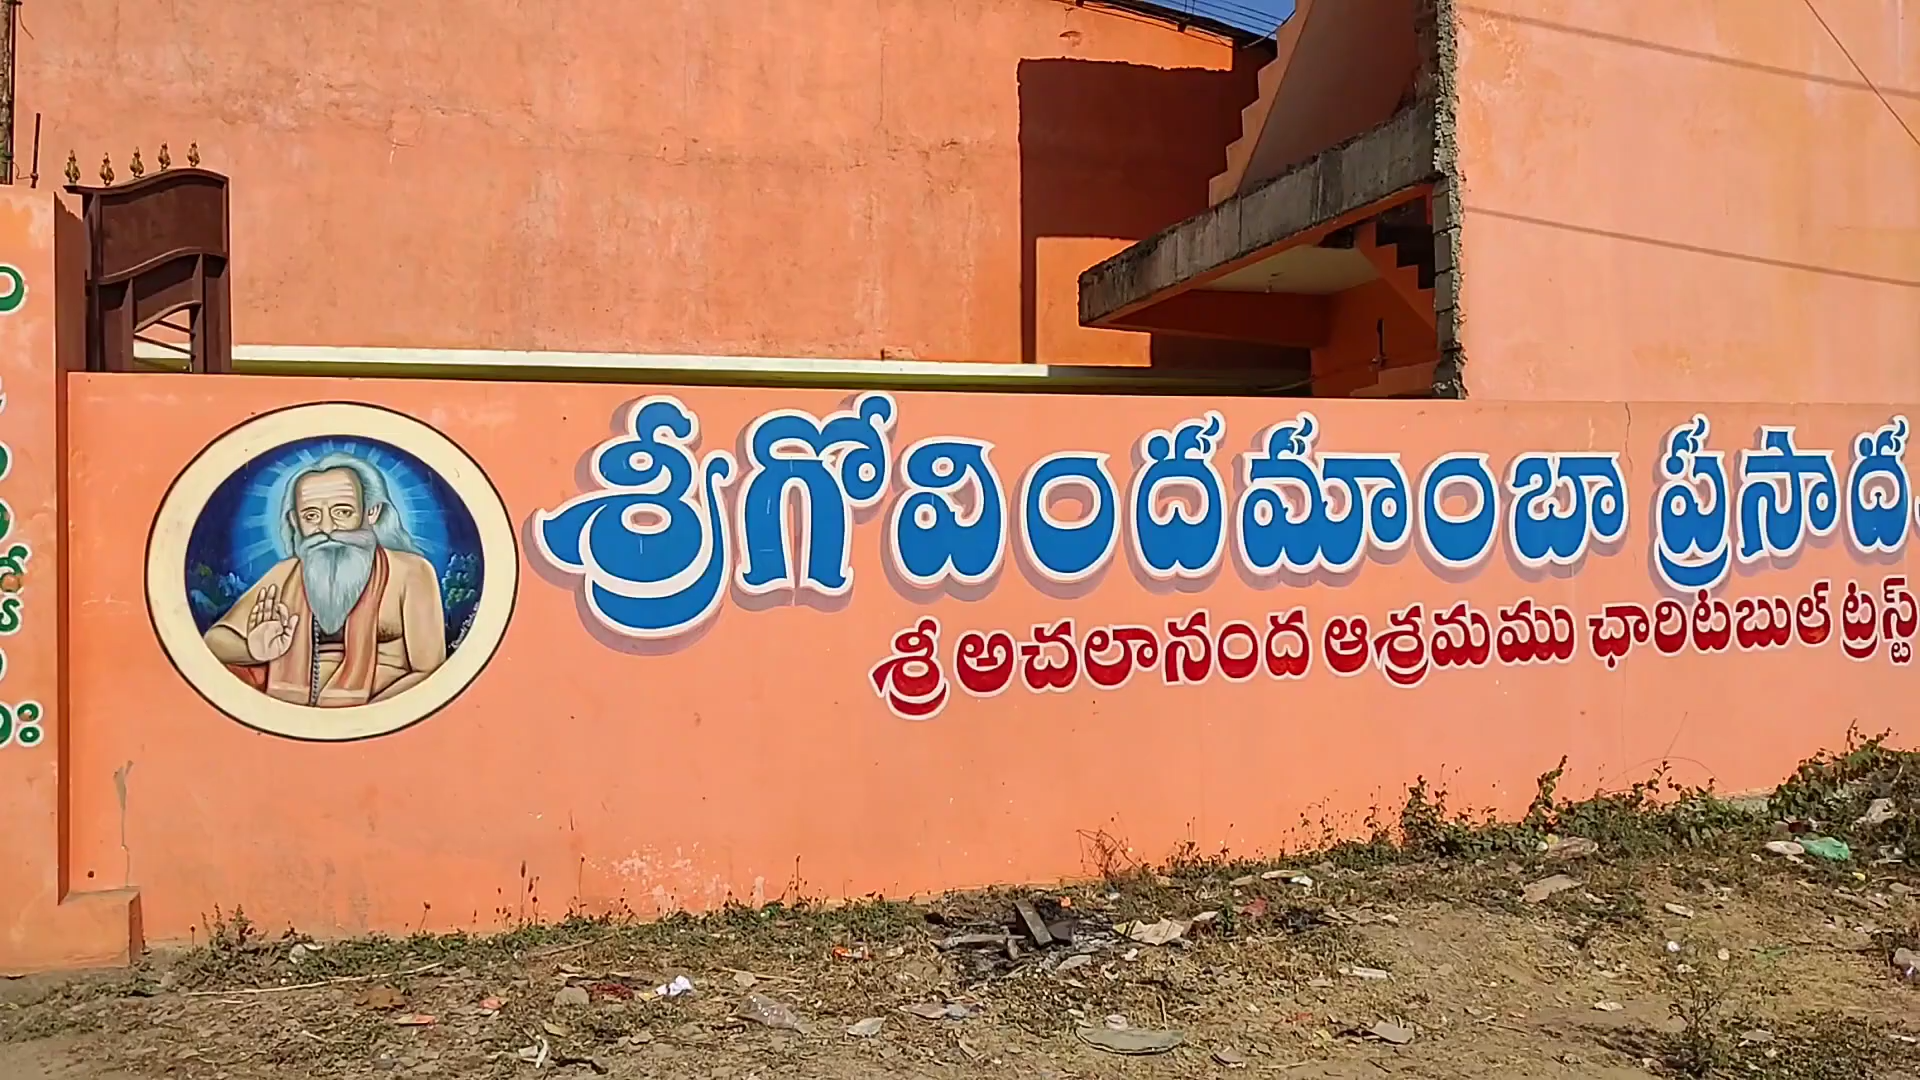 శ్రీగోవిందమాంబా ప్రసాద
శ్రీ అచలానంద ఆశ్రమము ఛారిటబుల్ ట్రస్ట్